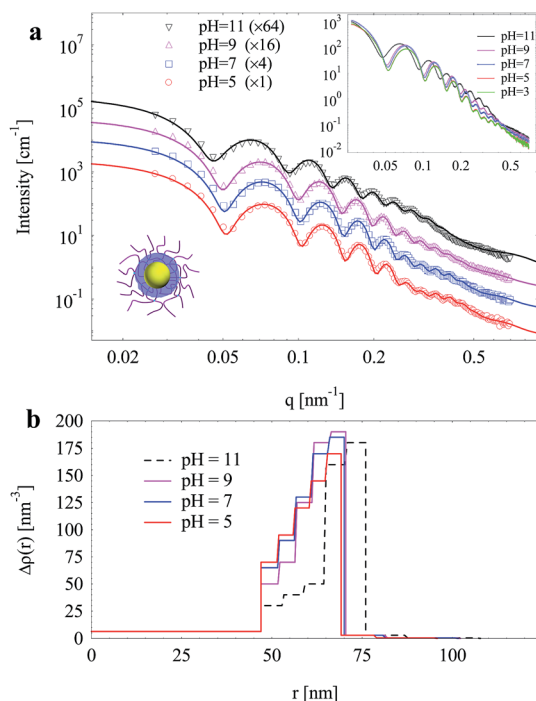 a
10^7
10^5
10^3
10^1
10^-1
Intensity [cm^-1]
pH=11 (×64)
pH=9 (×16)
pH=7 (×4)
pH=5 (×1)
10^3
10^2
10^1
10^0
10^-1
10^-2
pH=11
pH=9
pH=7
pH=5
pH=3
0.05 0.1 0.2 0.5
0.02 0.05 0.1 0.2 0.5
q [nm^-1]
b
200
175
150
125
100
75
50
25
0
Δρ(r) [nm^-3]
pH = 11
pH = 9
pH = 7
pH = 5
0 25 50 75 100
r [nm]